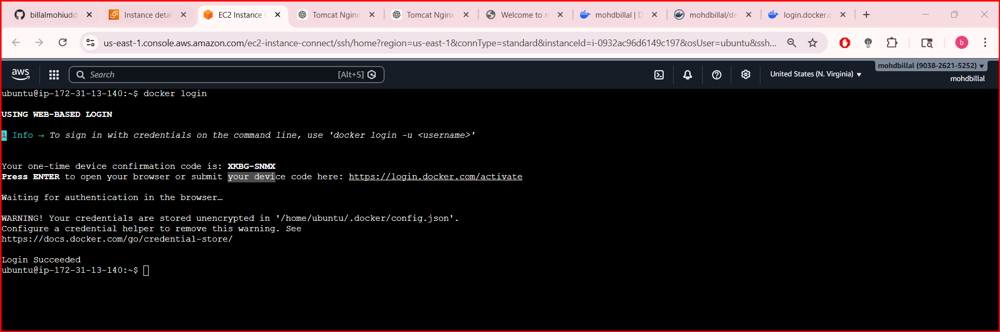 billalmohiudd
Instance detai
EC2 Instance C
Tomcat Nginx
Tomcat Nginx
Welcome to n
mohdbillal | D
mohdbillal/de
login.docker.c
us-east-1.console.aws.amazon.com/ec2-instance-connect/ssh/home?region=us-east-1&connType=standard&instanceId=i-0932ac96d6149c197&osUser=ubuntu&ssh...
b
aws
Search
[Alt+S]
United States (N. Virginia)
mohdbillal (9038-2621-5252)
mohdbillal
ubuntu@ip-172-31-13-140:~$ docker login
USING WEB-BASED LOGIN
i Info → To sign in with credentials on the command line, use 'docker login -u <username>'
Your one-time device confirmation code is: XKBG-SNMX
Press ENTER to open your browser or submit your device code here: https://login.docker.com/activate
Waiting for authentication in the browser…
WARNING! Your credentials are stored unencrypted in '/home/ubuntu/.docker/config.json'.
Configure a credential helper to remove this warning. See
https://docs.docker.com/go/credential-store/
Login Succeeded
ubuntu@ip-172-31-13-140:~$